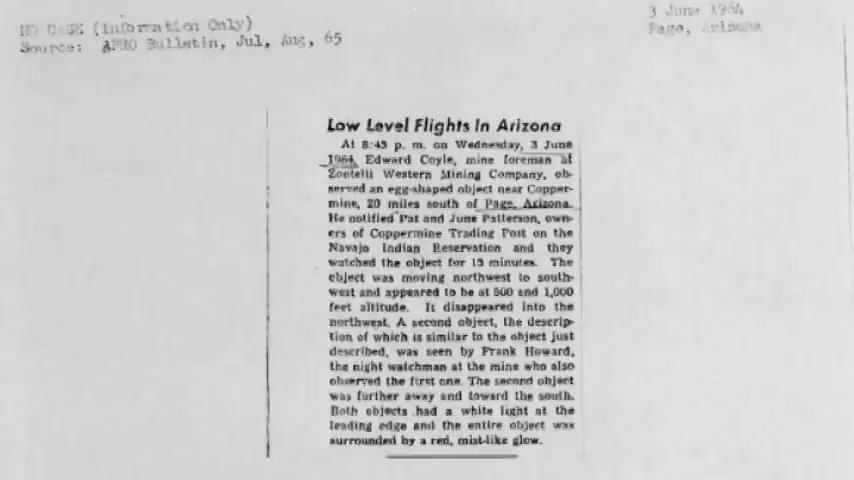 NO CASE (Information Only)
Source: APRO Bulletin, Jul, Aug, 65
3 June 1964
Page, Arizona
Low Level Flights In Arizona
At 8:45 p. m. on Wednesday, 3 June
1964, Edward Coyle, mine foreman at
Zontelli Western Mining Company, ob-
served an egg-shaped object near Copper-
mine, 20 miles south of Page, Arizona.
He notified Pat and June Patterson, own-
ers of Coppermine Trading Post on the
Navajo Indian Reservation and they
watched the object for 15 minutes. The
object was moving northwest to south-
west and appeared to be at 500 and 1,000
feet altitude. It disappeared into the
northwest. A second object, the descrip-
tion of which is similar to the object just
described, was seen by Frank Howard,
the night watchman at the mine who also
observed the first one. The second object
was further away and toward the south.
Both objects had a white light at the
leading edge and the entire object was
surrounded by a red, mist-like glow.